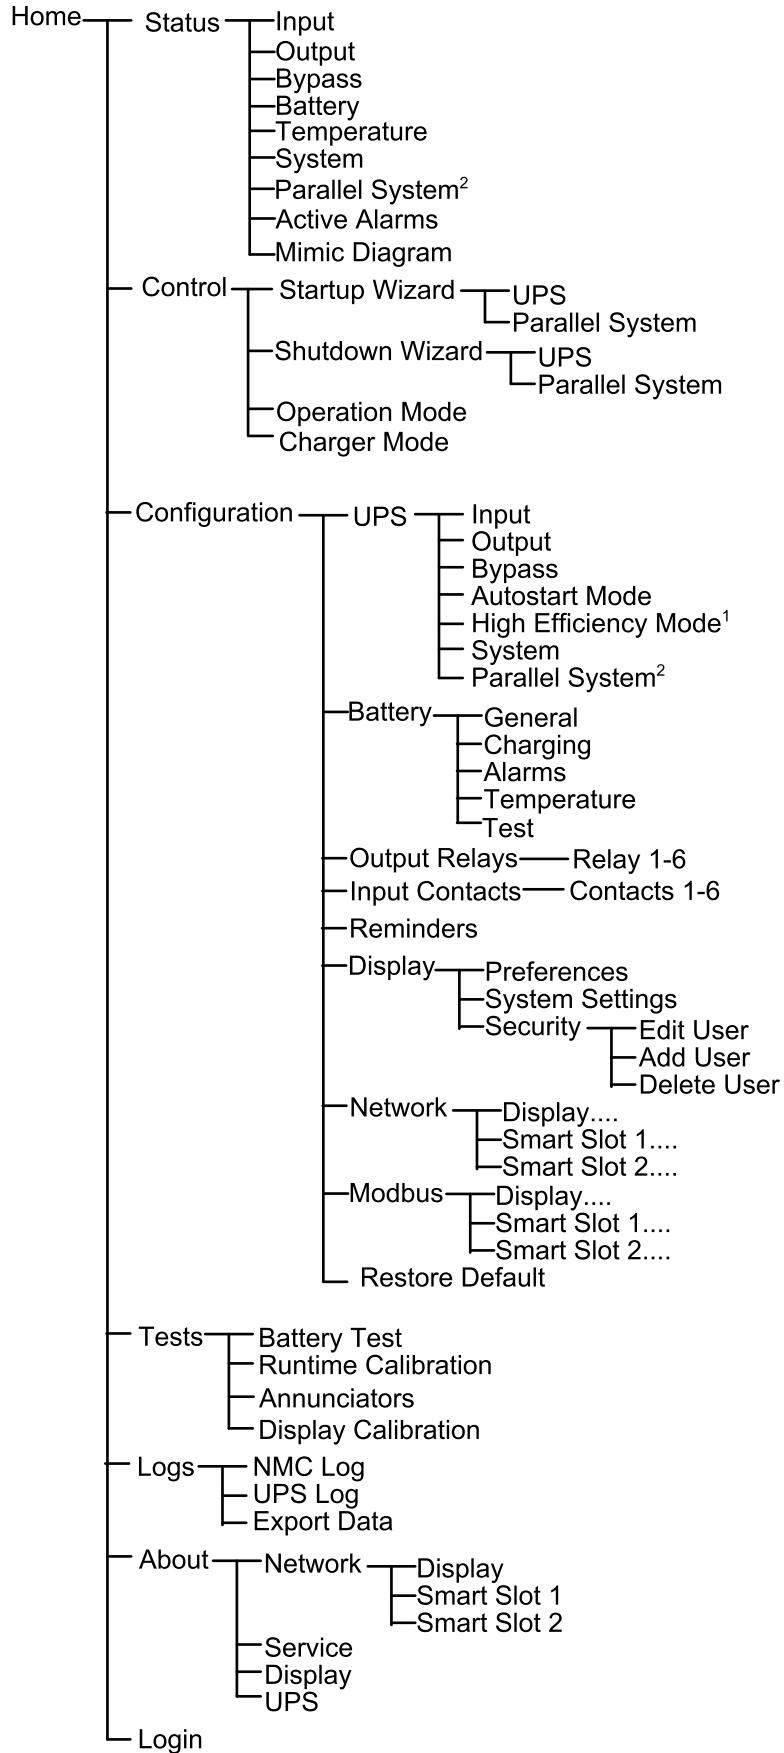 Home
Status
Input
Output
Bypass
Battery
Temperature
System
Parallel System²
Active Alarms
Mimic Diagram
Control
Startup Wizard
UPS
Parallel System
Shutdown Wizard
UPS
Parallel System
Operation Mode
Charger Mode
Configuration
UPS
Input
Output
Bypass
Autostart Mode
High Efficiency Mode¹
System
Parallel System²
Battery
General
Charging
Alarms
Temperature
Test
Output Relays
Relay 1-6
Input Contacts
Contacts 1-6
Reminders
Display
Preferences
System Settings
Security
Edit User
Add User
Delete User
Network
Display....
Smart Slot 1....
Smart Slot 2....
Modbus
Display....
Smart Slot 1....
Smart Slot 2....
Restore Default
Tests
Battery Test
Runtime Calibration
Annunciators
Display Calibration
Logs
NMC Log
UPS Log
Export Data
About
Network
Display
Smart Slot 1
Smart Slot 2
Service
Display
UPS
Login